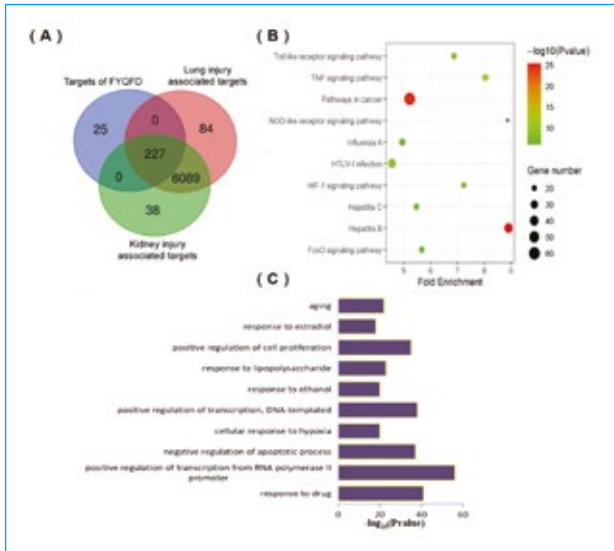 ( A )
Targets of FYQFD
Lung injury
associated targets
25
0
84
227
0
6089
38
Kidney injury
associated targets
( B )
Toll-like receptor signaling pathway
TNF signaling pathway
Pathways in cancer
NOD-like receptor signaling pathway
Influenza A
HTLV-I infection
HIF-1 signaling pathway
Hepatitis C
Hepatitis B
FoxO signaling pathway
5
6
7
8
9
Fold Enrichment
−log10(Pvalue)
25
20
15
10
Gene number
20
30
40
50
60
( C )
aging
response to estradiol
positive regulation of cell proliferation
response to lipopolysaccharide
response to ethanol
positive regulation of transcription, DNA-templated
cellular response to hypoxia
negative regulation of apoptotic process
positive regulation of transcription from RNA polymerase II
promoter
response to drug
0
20
40
60
-log10(Pvalue)